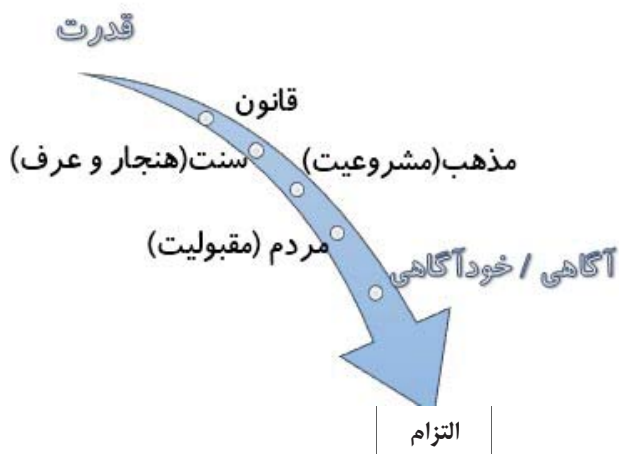 قدرت
قانون
سنت(هنجار و عرف)
مذهب(مشروعیت)
مردم (مقبولیت)
آگاهی / خودآگاهی
التزام